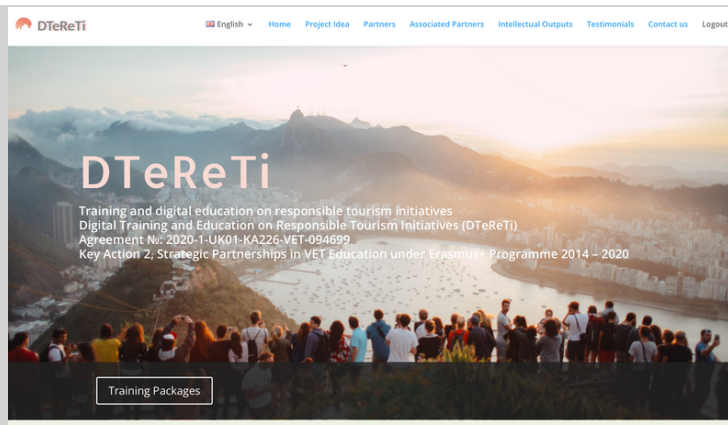 DTeReTi
English Home Project Idea Partners Associated Partners Intellectual Outputs Testimonials Contact us Logout
DTeReTi
Training and digital education on responsible tourism initiatives
Digital Training and Education on Responsible Tourism Initiatives (DTeReTi)
Agreement №: 2020-1-UK01-KA226-VET-094699
Key Action 2, Strategic Partnerships in VET Education under Erasmus+ Programme 2014 – 2020
Training Packages